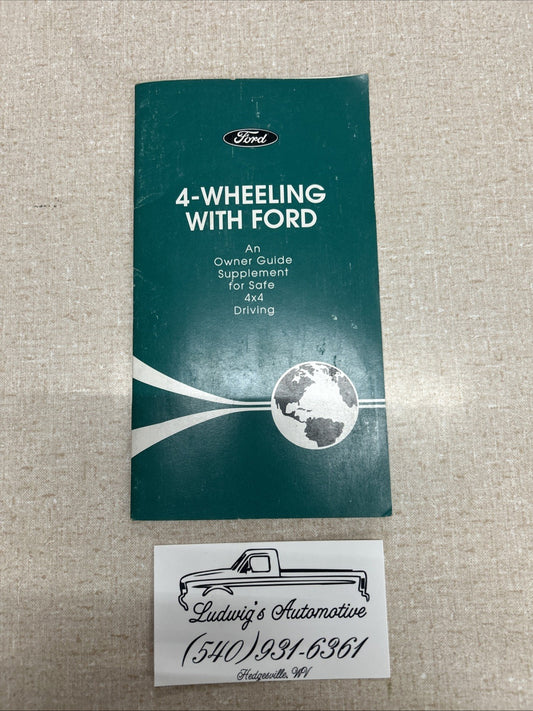 Ford
4-WHEELING
WITH FORD
An
Owner Guide
Supplement
for Safe
4x4
Driving
Ludwig's Automotive
(540)931-6361
Hedgesville, WV